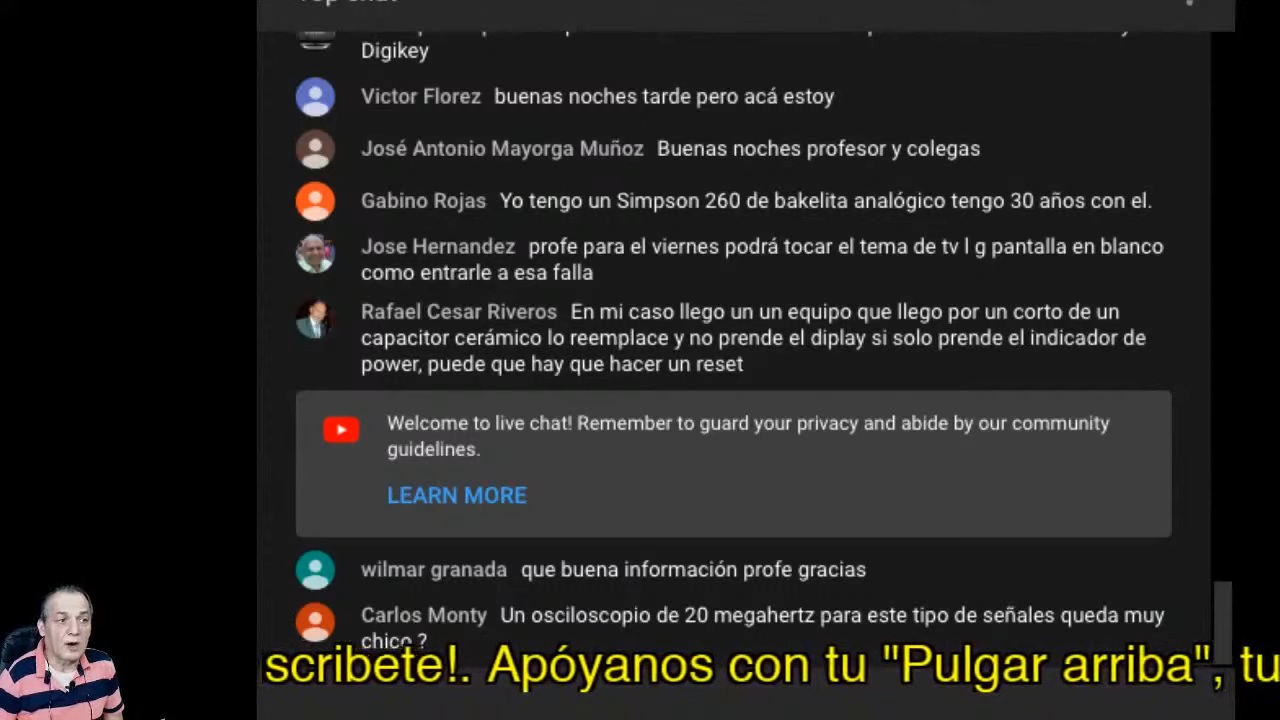 Top chat
Digikey
Victor Florez buenas noches tarde pero acá estoy
José Antonio Mayorga Muñoz Buenas noches profesor y colegas
Gabino Rojas Yo tengo un Simpson 260 de bakelita analógico tengo 30 años con el.
Jose Hernandez profe para el viernes podrá tocar el tema de tv l g pantalla en blanco
como entrarle a esa falla
Rafael Cesar Riveros En mi caso llego un un equipo que llego por un corto de un
capacitor cerámico lo reemplace y no prende el diplay si solo prende el indicador de
power, puede que hay que hacer un reset
Welcome to live chat! Remember to guard your privacy and abide by our community
guidelines.
LEARN MORE
wilmar granada que buena información profe gracias
Carlos Monty Un osciloscopio de 20 megahertz para este tipo de señales queda muy
chico ?
scribete!. Apóyanos con tu "Pulgar arriba", tu